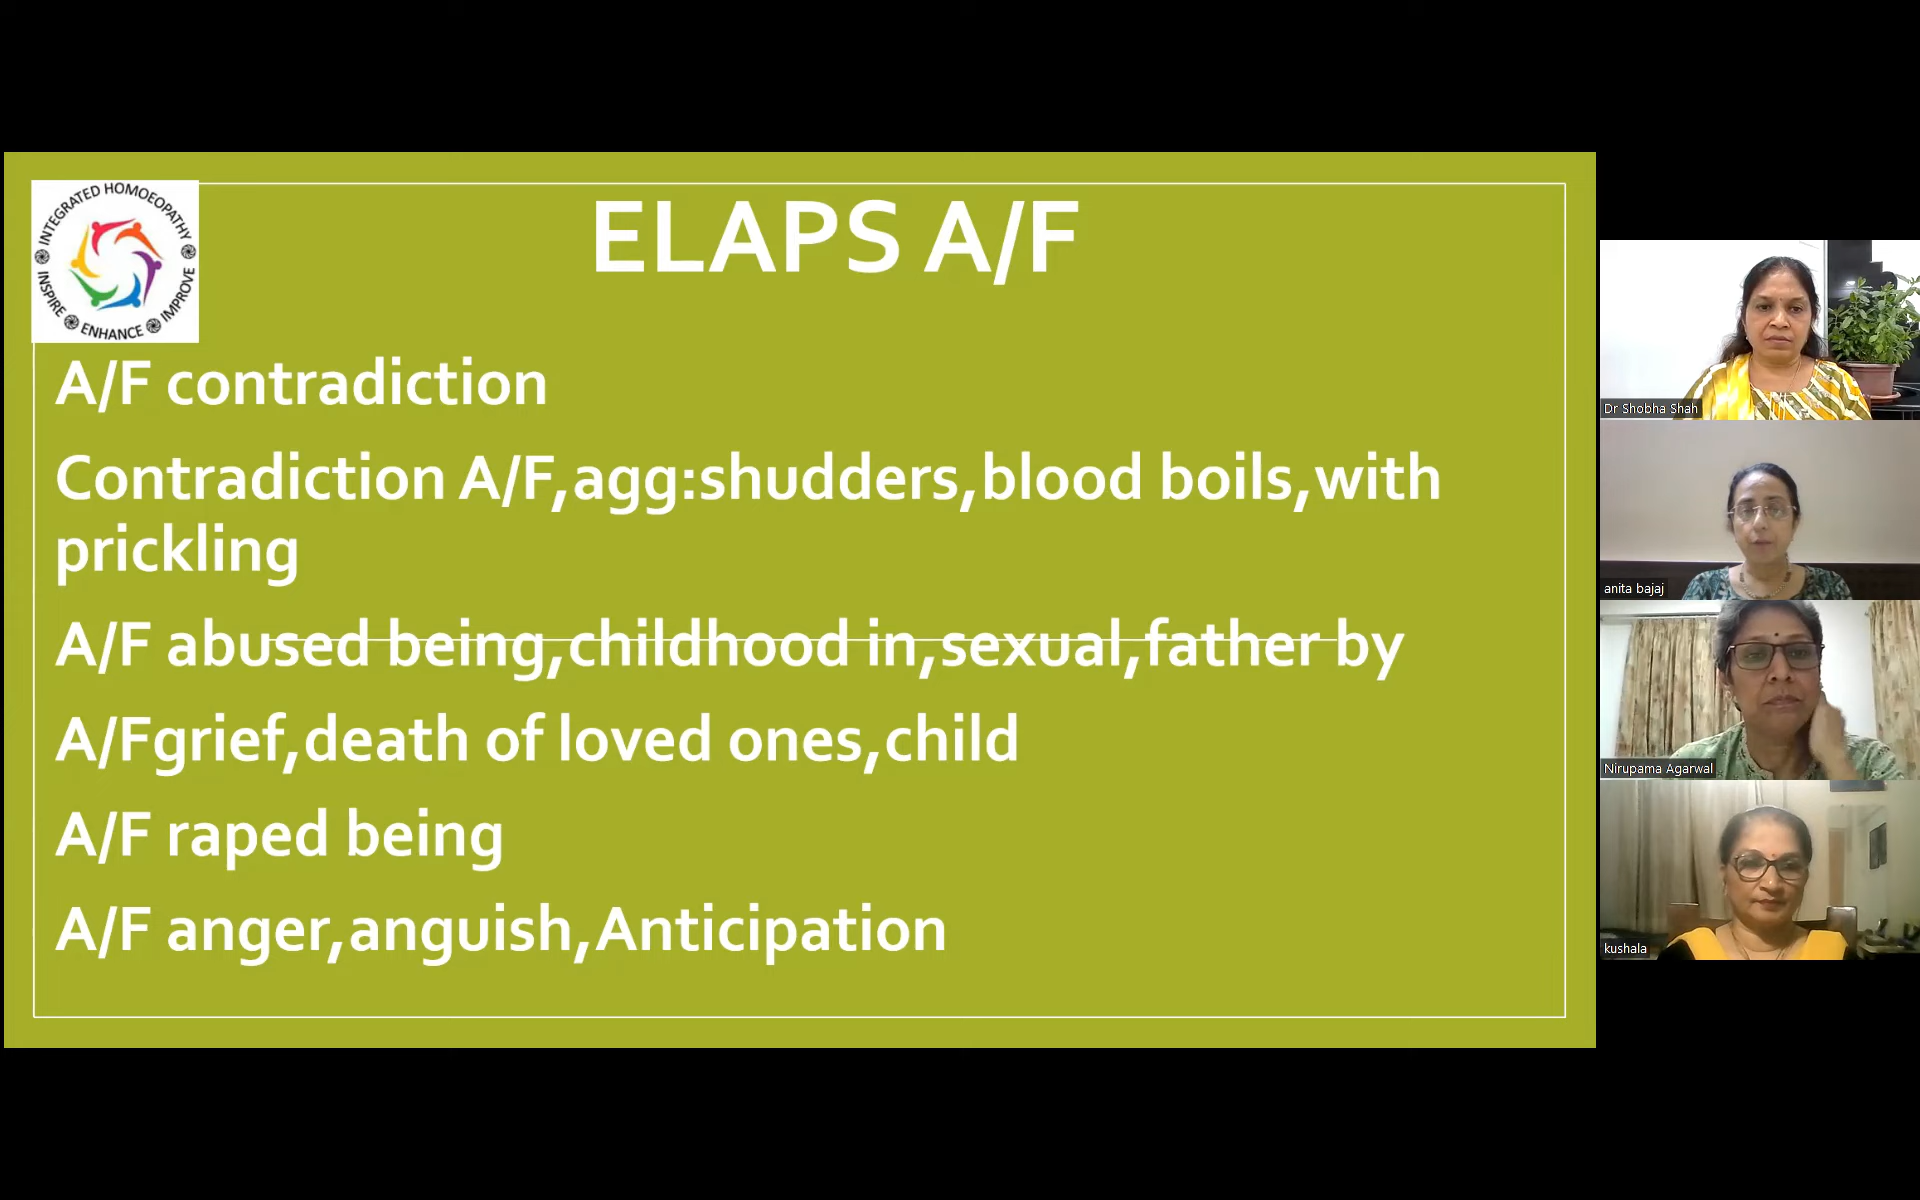 INTEGRATED HOMOEOPATHY
INSPIRE ENHANCE IMPROVE
ELAPS A/F
A/F contradiction
Contradiction A/F,agg:shudders,blood boils,with
prickling
A/F abused being,childhood in,sexual,father by
A/Fgrief,death of loved ones,child
A/F raped being
A/F anger,anguish,Anticipation
Dr Shobha Shah
anita bajaj
Nirupama Agarwal
kushala